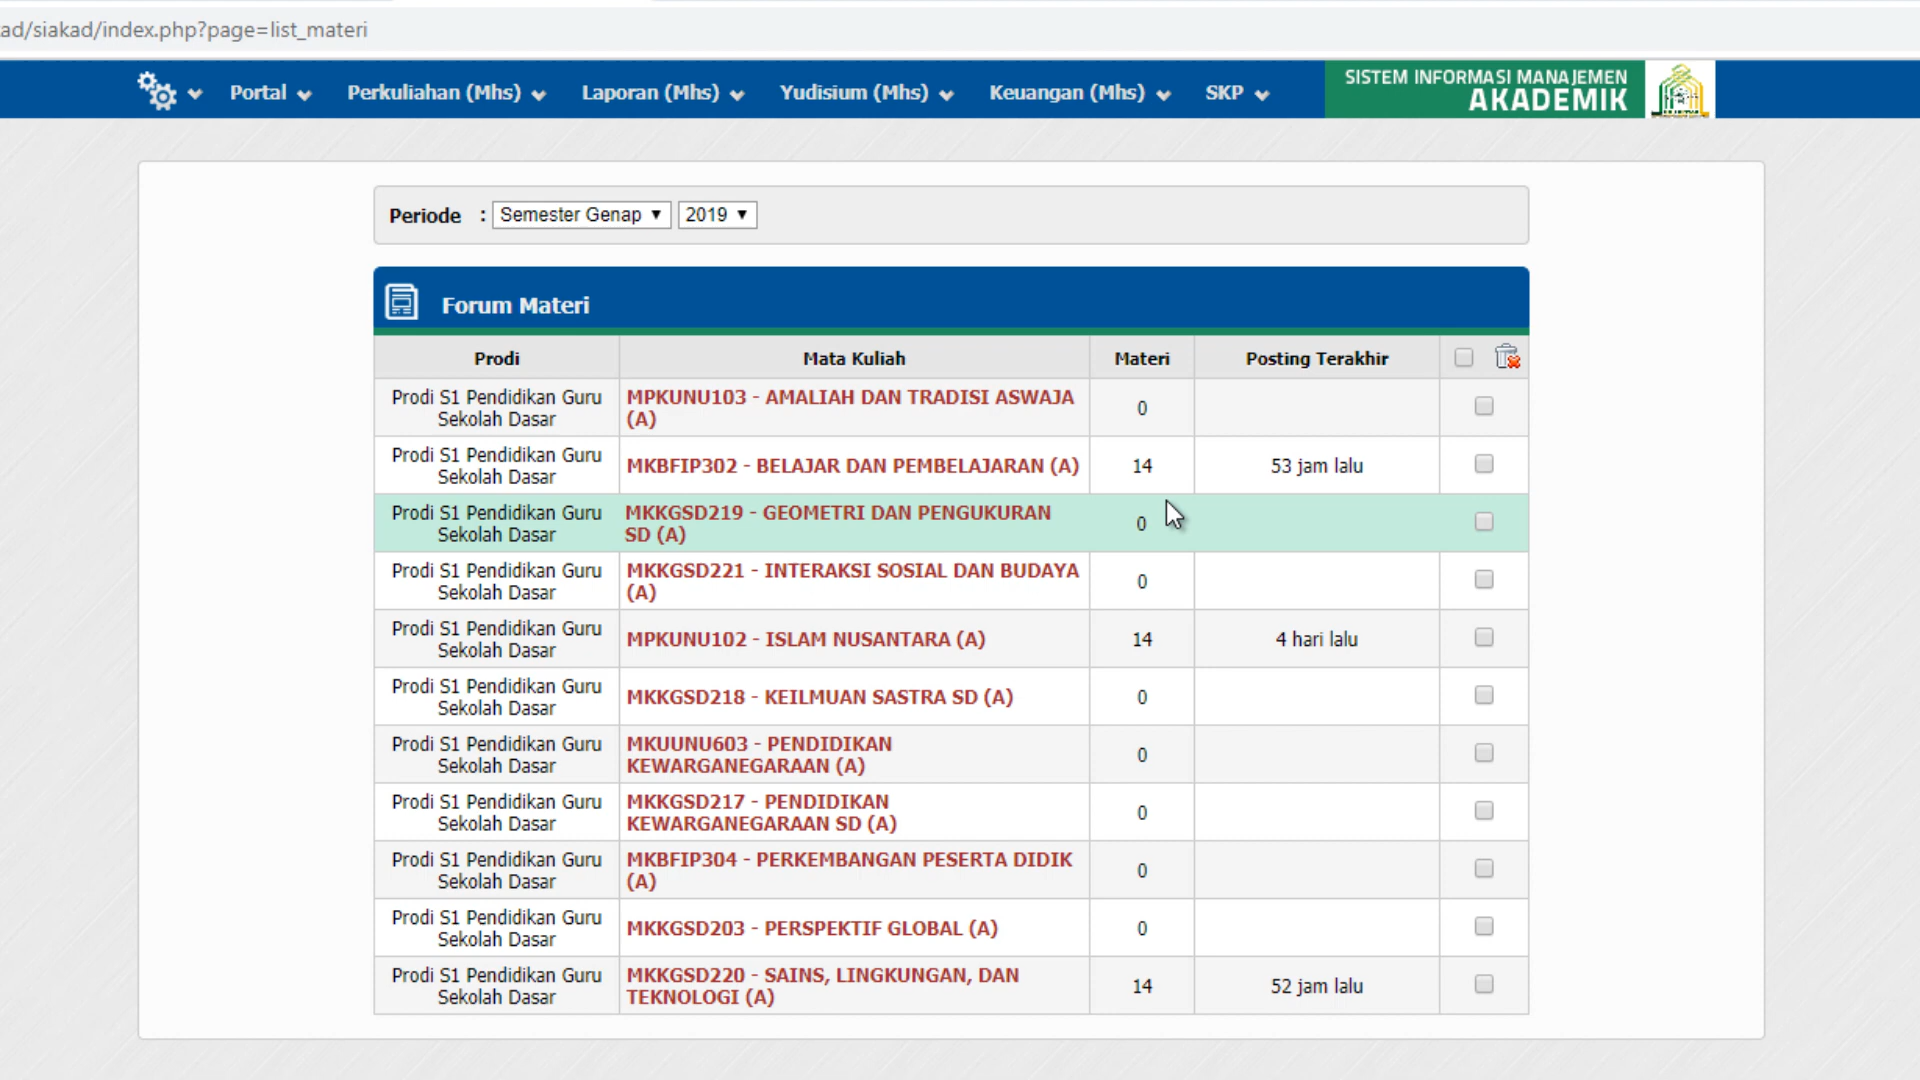 ad/siakad/index.php?page=list_materi
Portal Perkuliahan (Mhs) Laporan (Mhs) Yudisium (Mhs) Keuangan (Mhs) SKP
SISTEM INFORMASI MANAJEMEN
AKADEMIK
Periode : Semester Genap 2019
Forum Materi
Prodi Mata Kuliah Materi Posting Terakhir
Prodi S1 Pendidikan Guru
Sekolah Dasar
MPKUNU103 - AMALIAH DAN TRADISI ASWAJA
(A)
0
Prodi S1 Pendidikan Guru
Sekolah Dasar
MKBFIP302 - BELAJAR DAN PEMBELAJARAN (A)
14
53 jam lalu
Prodi S1 Pendidikan Guru
Sekolah Dasar
MKKGSD219 - GEOMETRI DAN PENGUKURAN
SD (A)
0
Prodi S1 Pendidikan Guru
Sekolah Dasar
MKKGSD221 - INTERAKSI SOSIAL DAN BUDAYA
(A)
0
Prodi S1 Pendidikan Guru
Sekolah Dasar
MPKUNU102 - ISLAM NUSANTARA (A)
14
4 hari lalu
Prodi S1 Pendidikan Guru
Sekolah Dasar
MKKGSD218 - KEILMUAN SASTRA SD (A)
0
Prodi S1 Pendidikan Guru
Sekolah Dasar
MKUUNU603 - PENDIDIKAN
KEWARGANEGARAAN (A)
0
Prodi S1 Pendidikan Guru
Sekolah Dasar
MKKGSD217 - PENDIDIKAN
KEWARGANEGARAAN SD (A)
0
Prodi S1 Pendidikan Guru
Sekolah Dasar
MKBFIP304 - PERKEMBANGAN PESERTA DIDIK
(A)
0
Prodi S1 Pendidikan Guru
Sekolah Dasar
MKKGSD203 - PERSPEKTIF GLOBAL (A)
0
Prodi S1 Pendidikan Guru
Sekolah Dasar
MKKGSD220 - SAINS, LINGKUNGAN, DAN
TEKNOLOGI (A)
14
52 jam lalu